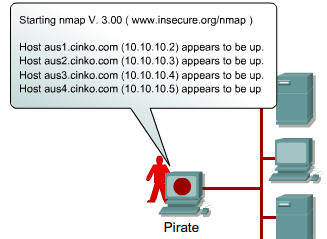 Starting nmap V. 3.00 ( www.insecure.org/nmap )
Host aus1.cinko.com (10.10.10.2) appears to be up.
Host aus2.cinko.com (10.10.10.3) appears to be up.
Host aus3.cinko.com (10.10.10.4) appears to be up.
Host aus4.cinko.com (10.10.10.5) appears to be up
Pirate